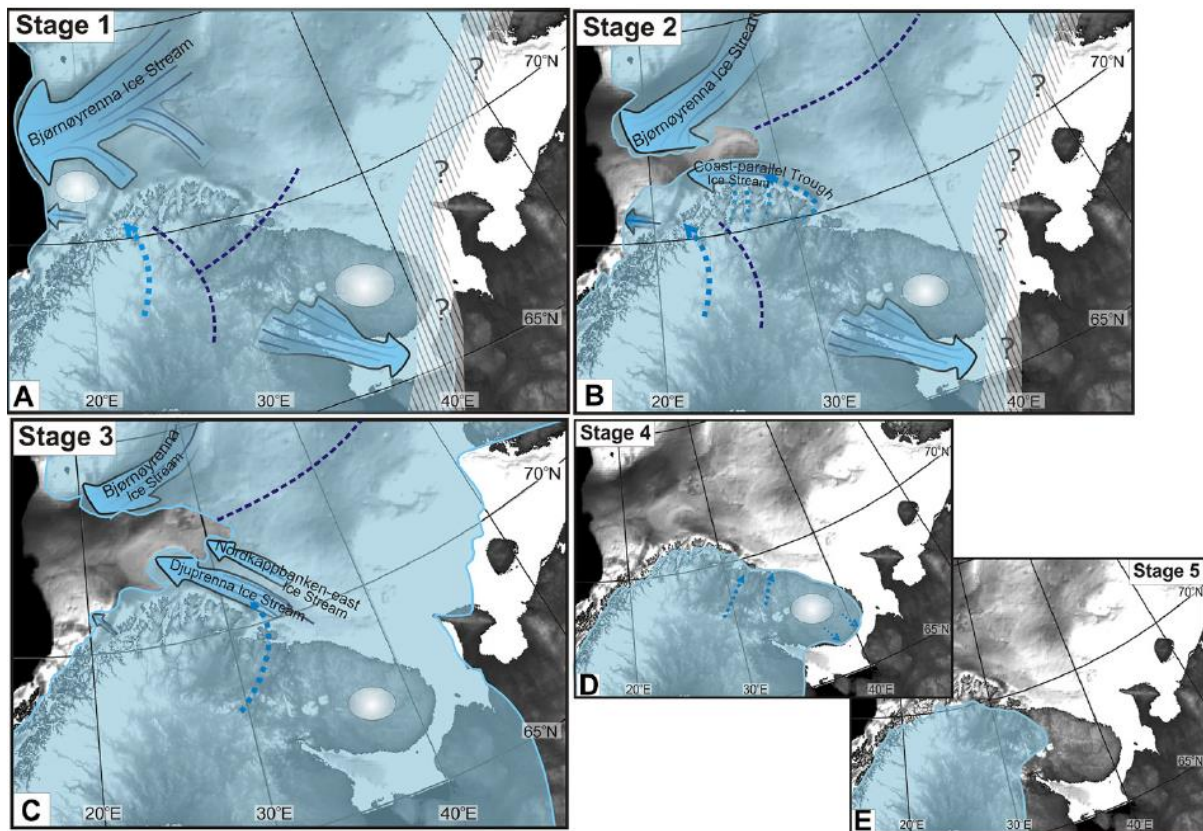 Stage 1
Bjørnøyrenna Ice Stream
?
?
?
70°N
65°N
A
20°E
30°E
40°E
Stage 2
Bjørnøyrenna Ice Stream
Coast-parallel Trough
Ice Stream
?
?
?
?
70°N
65°N
B
20°E
30°E
40°E
Stage 3
Bjørnøyrenna
Ice Stream
Nordkappbanken-east
Ice Stream
Djuprenna Ice Stream
70°N
65°N
C
20°E
30°E
40°E
Stage 4
70°N
65°N
D
20°E
30°E
40°E
Stage 5
70°N
65°N
E
20°E
30°E
40°E